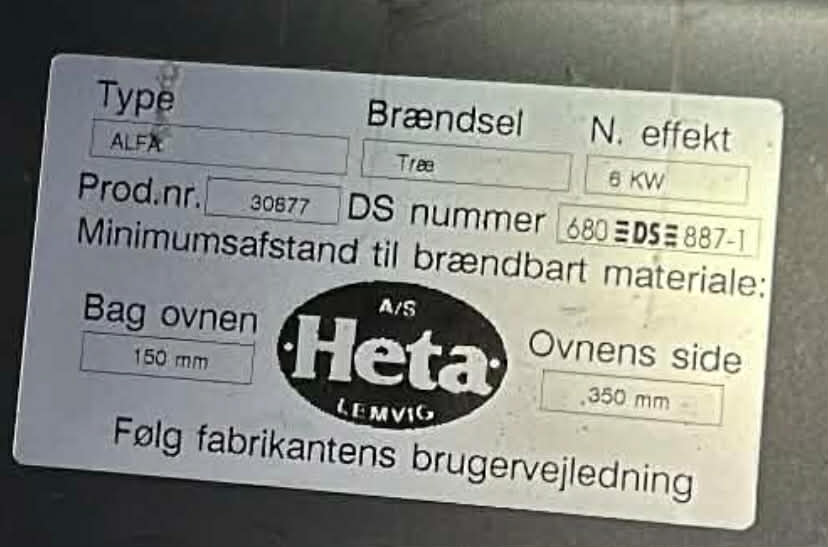 Type Brændsel N. effekt
ALFA Træ 6 KW
Prod.nr. 30677 DS nummer 680 DS 887-1
Minimumsafstand til brændbart materiale:
A/S
Bag ovnen Heta Ovnens side
150 mm 350 mm
LEMVIG
Følg fabrikantens brugervejledning